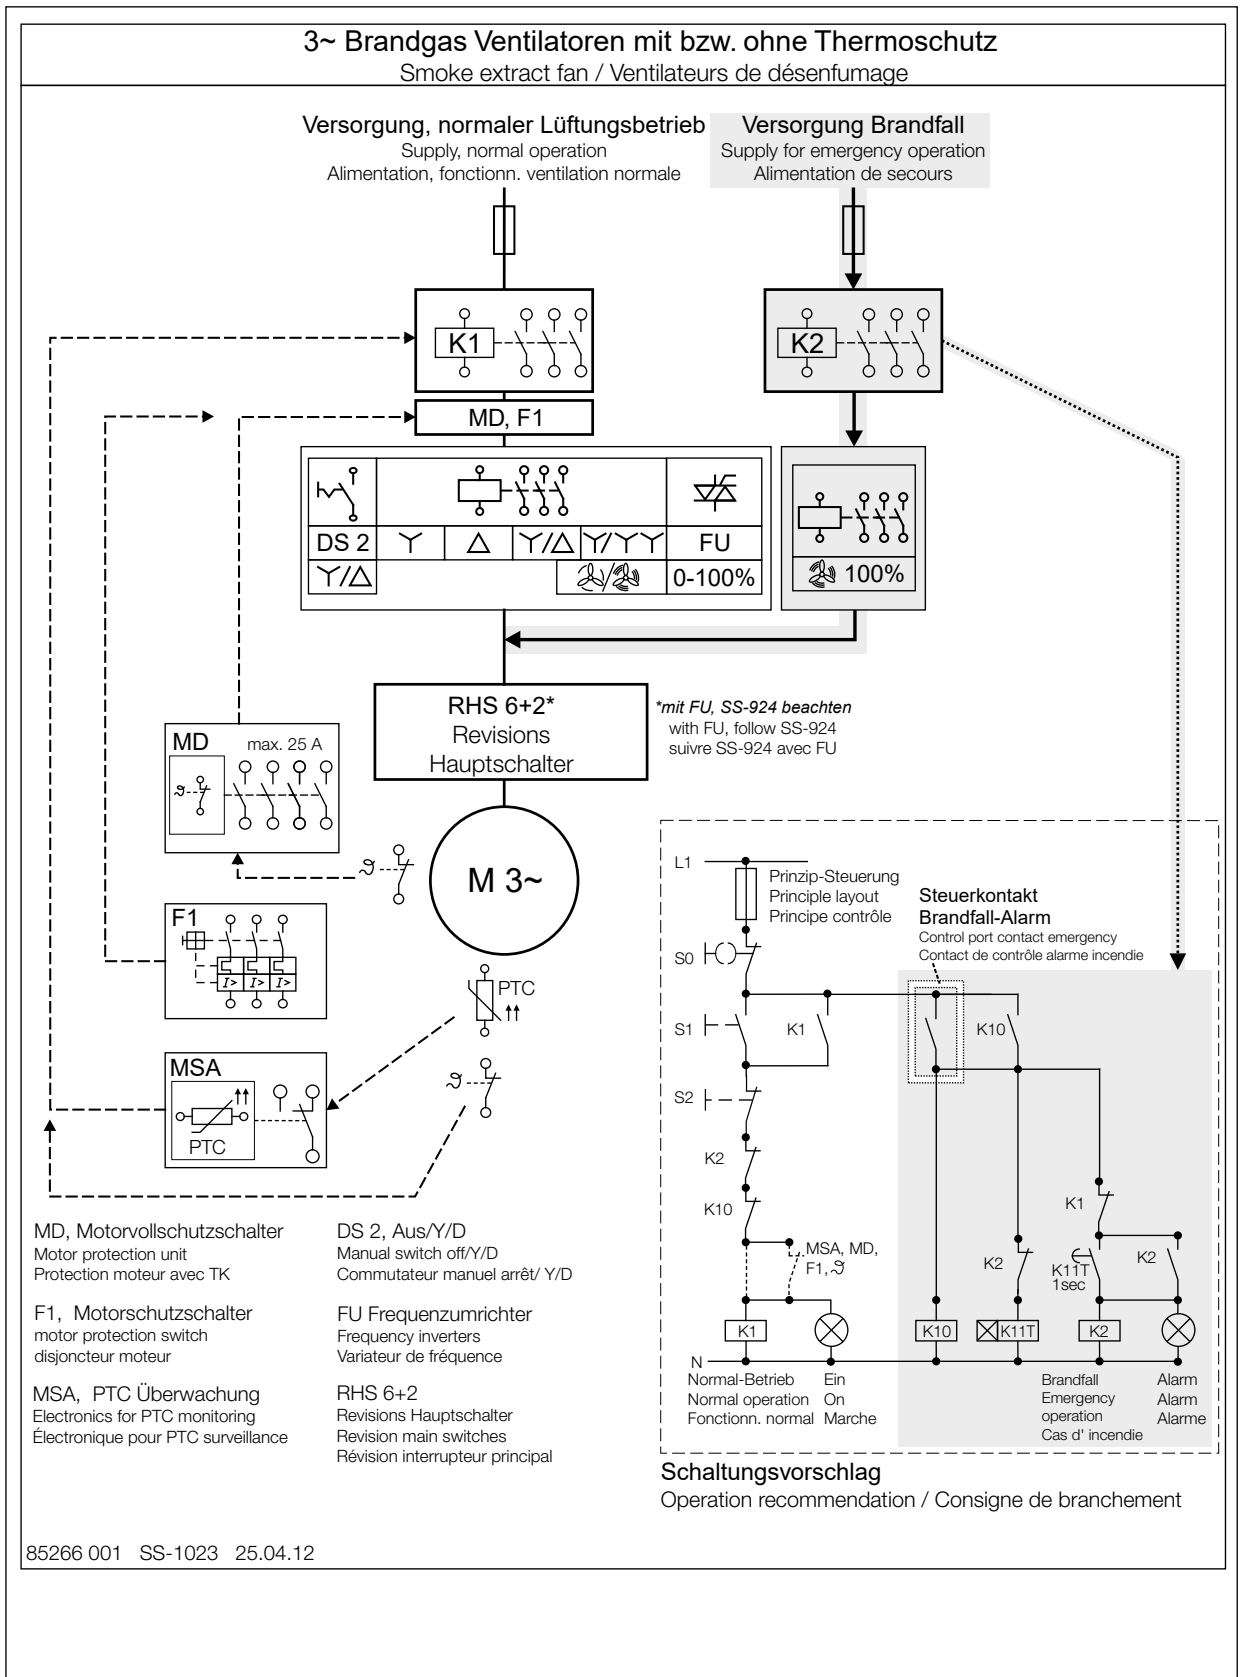 3~ Brandgas Ventilatoren mit bzw. ohne Thermoschutz
Smoke extract fan / Ventilateurs de désenfumage
Versorgung, normaler Lüftungsbetrieb
Supply, normal operation
Alimentation, fonctionn. ventilation normale
Versorgung Brandfall
Supply for emergency operation
Alimentation de secours
K1
K2
MD, F1
DS 2
Y/△
FU
0-100%
100%
RHS 6+2*
Revisions
Hauptschalter
*mit FU, SS-924 beachten
with FU, follow SS-924
suivre SS-924 avec FU
MD
max. 25 A
M 3~
F1
I>
I>
I>
PTC
MSA
PTC
L1
Prinzip-Steuerung
Principle layout
Principe contrôle
Steuerkontakt
Brandfall-Alarm
Control port contact emergency
Contact de contrôle alarme incendie
S0
S1
K1
K10
S2
K2
K10
MSA, MD,
F1, ϑ
K1
K2
K11T
1sec
K2
K1
K10
K11T
K2
N
Normal-Betrieb
Normal operation
Fonctionn. normal
Ein
On
Marche
Brandfall
Emergency
operation
Cas d' incendie
Alarm
Alarm
Alarme
Schaltungsvorschlag
Operation recommendation / Consigne de branchement
MD, Motorvollschutzschalter
Motor protection unit
Protection moteur avec TK
F1, Motorschutzschalter
motor protection switch
disjoncteur moteur
MSA, PTC Überwachung
Electronics for PTC monitoring
Électronique pour PTC surveillance
DS 2, Aus/Y/D
Manual switch off/Y/D
Commutateur manuel arrêt/ Y/D
FU Frequenzumrichter
Frequency inverters
Variateur de fréquence
RHS 6+2
Revisions Hauptschalter
Revision main switches
Révision interrupteur principal
85266 001 SS-1023 25.04.12